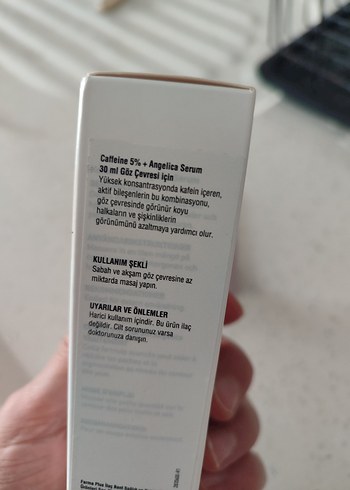 Caffeine 5% + Angelica Serum
30 ml Göz Çevresi için
Yüksek konsantrasyonda kafein içeren,
aktif bileşenlerin bu kombinasyonu,
göz çevresinde görünür koyu
halkaların ve şişkinliklerin
görünümünü azaltmaya yardımcı olur.
KULLANIM ŞEKLİ
Sabah ve akşam göz çevresine az
miktarda masaj yapın.
UYARILAR VE ÖNLEMLER
Harici kullanım içindir. Bu ürün ilaç
değildir. Cilt sorununuz varsa
doktorunuza danışın.